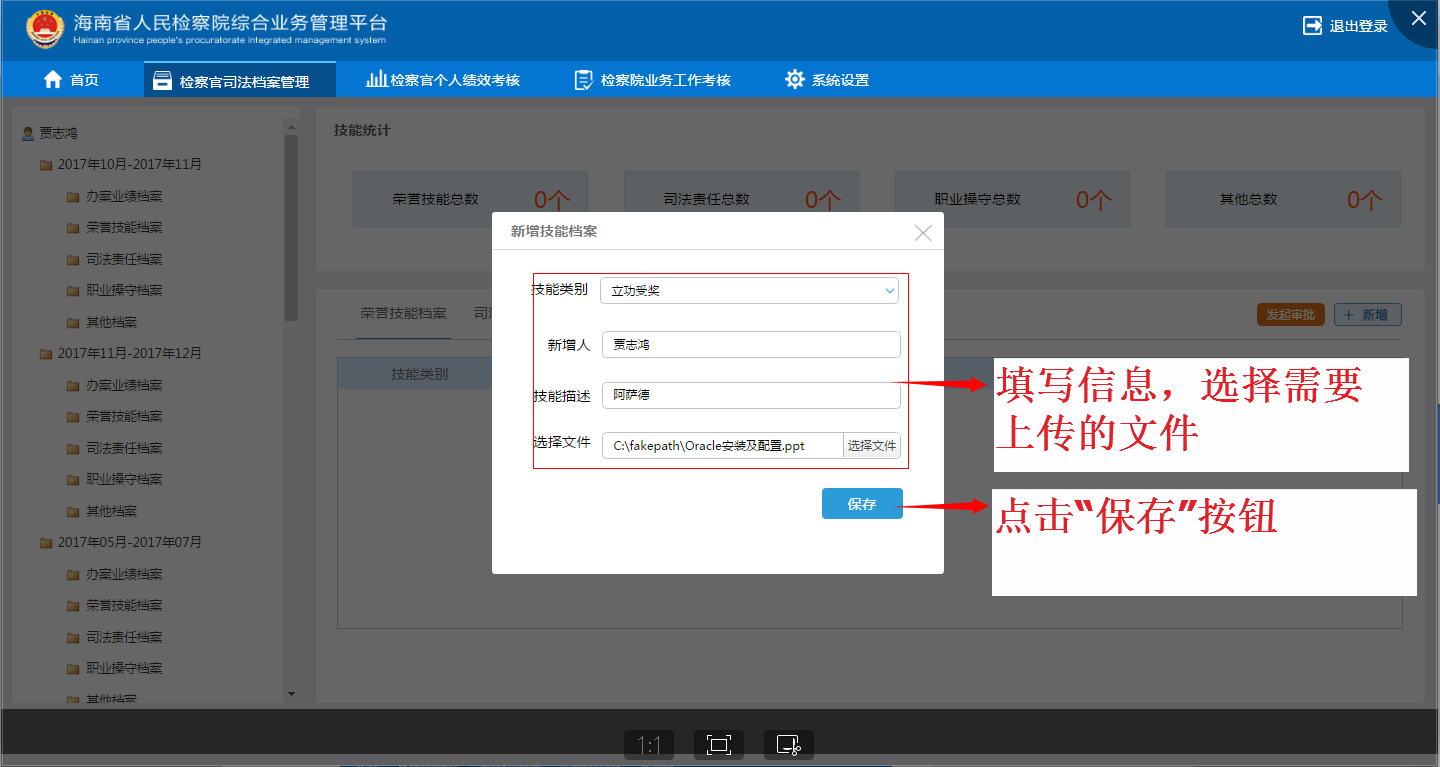 海南省人民检察院综合业务管理平台
Hainan province people's procuratorate integrated management system
退出登录
首页
检察官司法档案管理
检察官个人绩效考核
检察院业务工作考核
系统设置
贾志鸿
2017年10月-2017年11月
办案业绩档案
荣誉技能档案
司法责任档案
职业操守档案
其他档案
2017年11月-2017年12月
办案业绩档案
荣誉技能档案
司法责任档案
职业操守档案
其他档案
2017年05月-2017年07月
办案业绩档案
荣誉技能档案
司法责任档案
职业操守档案
其他档案
技能统计
荣誉技能总数 0个
司法责任总数 0个
职业操守总数 0个
其他总数 0个
荣誉技能档案
司
发起审批
+ 新增
技能类别
新增技能档案
技能类别 立功受奖
新增人 贾志鸿
技能描述 阿萨德
选择文件 C:\fakepath\Oracle安装及配置.ppt 选择文件
保存
填写信息，选择需要
上传的文件
点击“保存”按钮
1:1